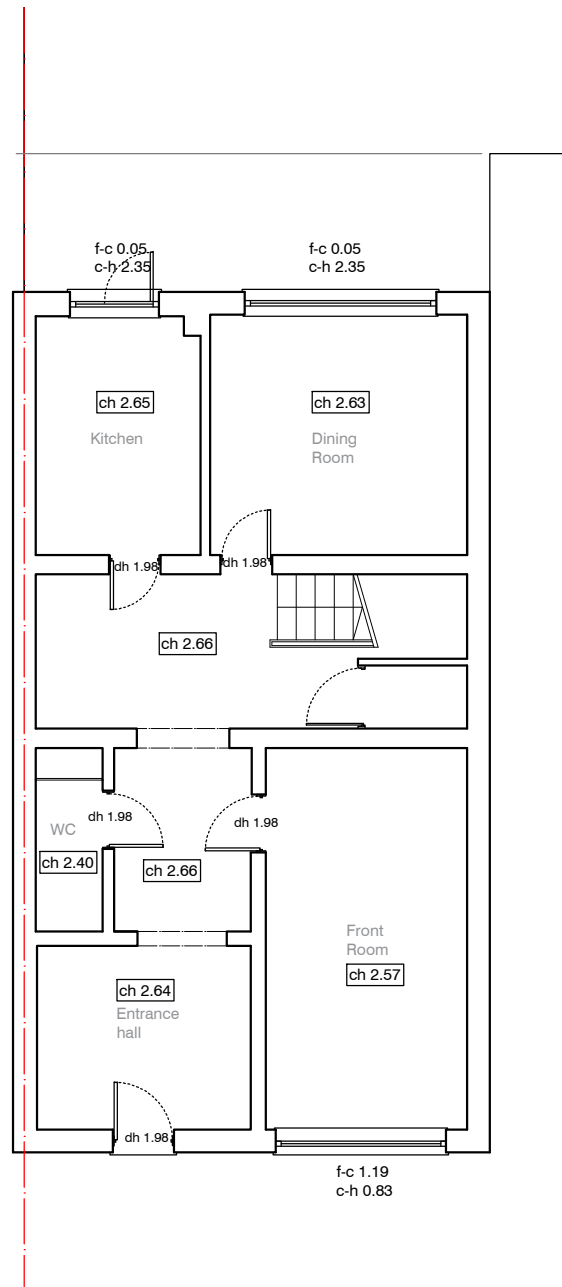 f-c 0.05
c-h 2.35
f-c 0.05
c-h 2.35
ch 2.65
Kitchen
ch 2.63
Dining
Room
dh 1.98
dh 1.98
ch 2.66
dh 1.98
dh 1.98
WC
ch 2.40
ch 2.66
Front
Room
ch 2.57
ch 2.64
Entrance
hall
dh 1.98
f-c 1.19
c-h 0.83